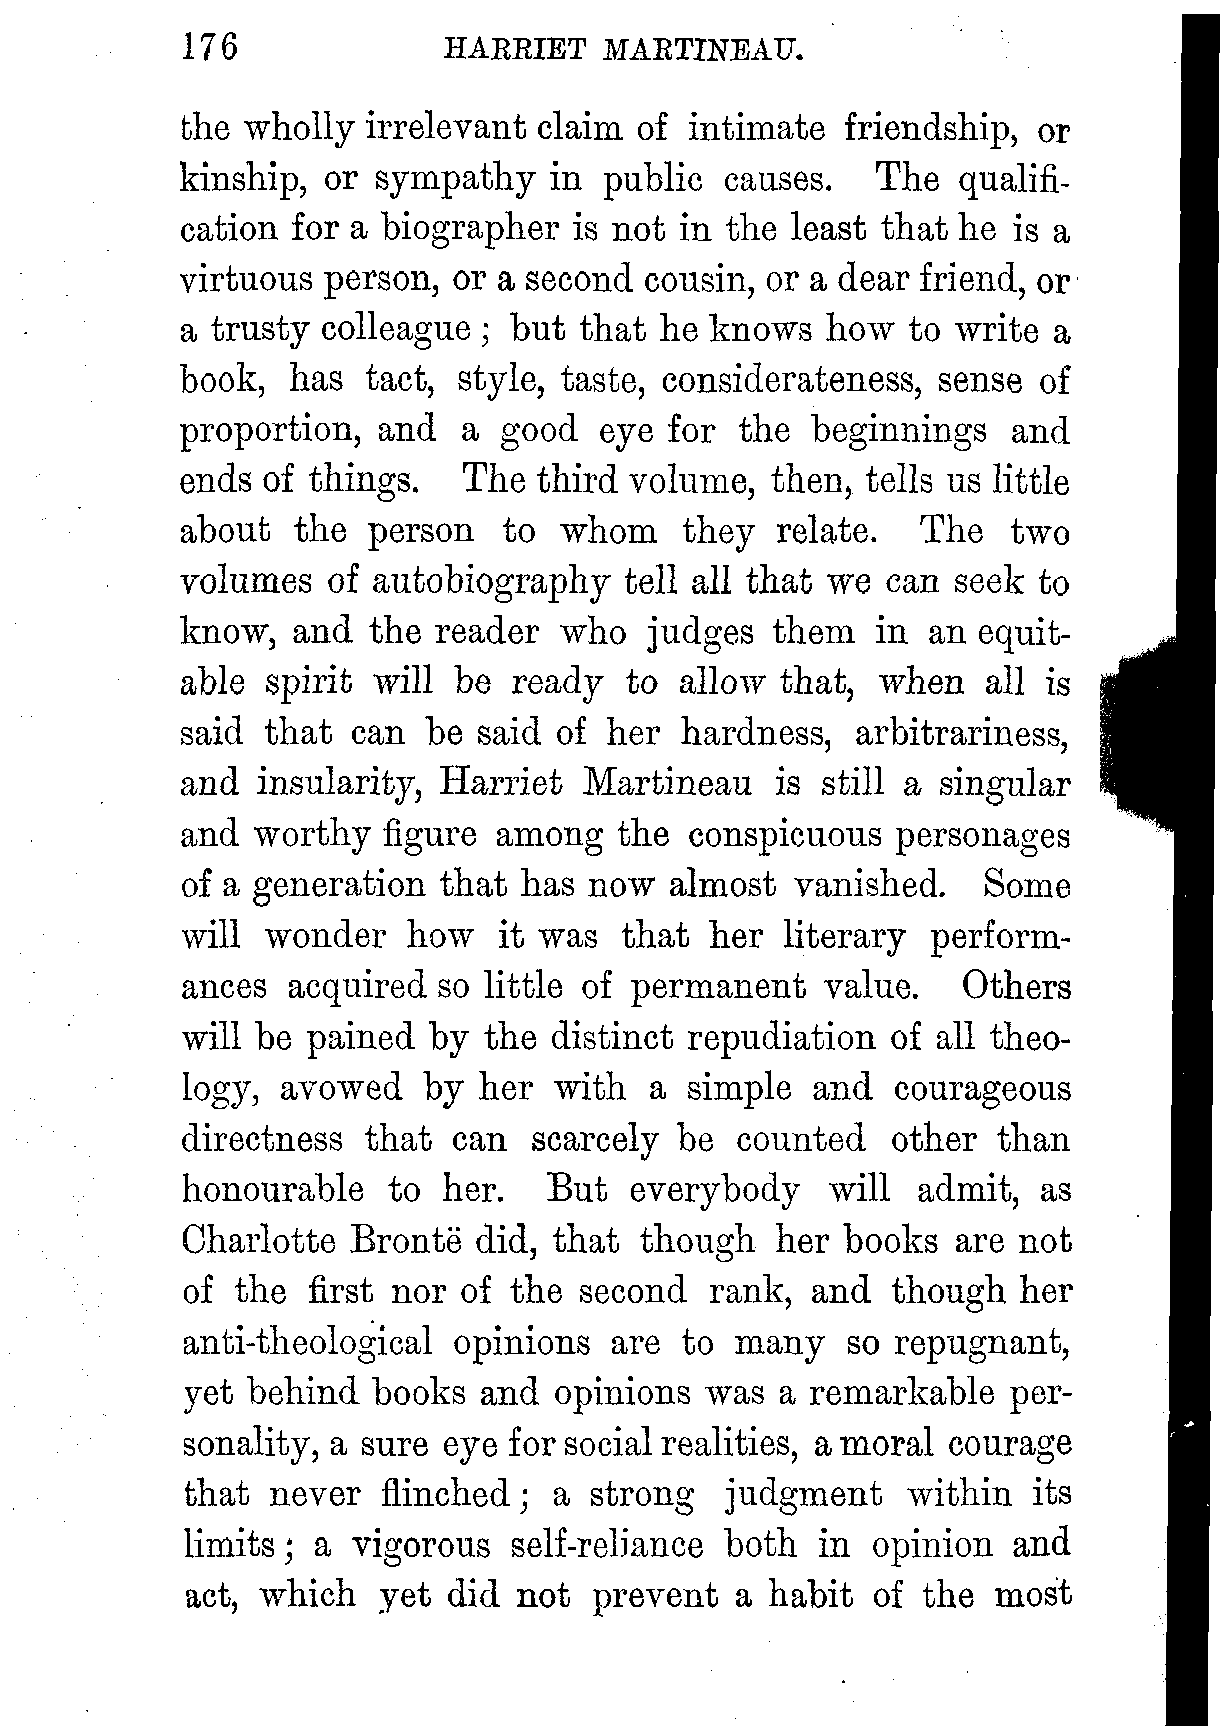 176 HARRIET MARTINEAU.
the wholly irrelevant claim of intimate friendship, or
kinship, or sympathy in public causes. The qualifi-
cation for a biographer is not in the least that he is a
virtuous person, or a second cousin, or a dear friend, or
a trusty colleague ; but that he knows how to write a
book, has tact, style, taste, considerateness, sense of
proportion, and a good eye for the beginnings and
ends of things. The third volume, then, tells us little
about the person to whom they relate. The two
volumes of autobiography tell all that we can seek to
know, and the reader who judges them in an equit-
able spirit will be ready to allow that, when all is
said that can be said of her hardness, arbitrariness,
and insularity, Harriet Martineau is still a singular
and worthy figure among the conspicuous personages
of a generation that has now almost vanished. Some
will wonder how it was that her literary perform-
ances acquired so little of permanent value. Others
will be pained by the distinct repudiation of all theo-
logy, avowed by her with a simple and courageous
directness that can scarcely be counted other than
honourable to her. But everybody will admit, as
Charlotte Brontë did, that though her books are not
of the first nor of the second rank, and though her
anti-theological opinions are to many so repugnant,
yet behind books and opinions was a remarkable per-
sonality, a sure eye for social realities, a moral courage
that never flinched ; a strong judgment within its
limits ; a vigorous self-reliance both in opinion and
act, which yet did not prevent a habit of the most